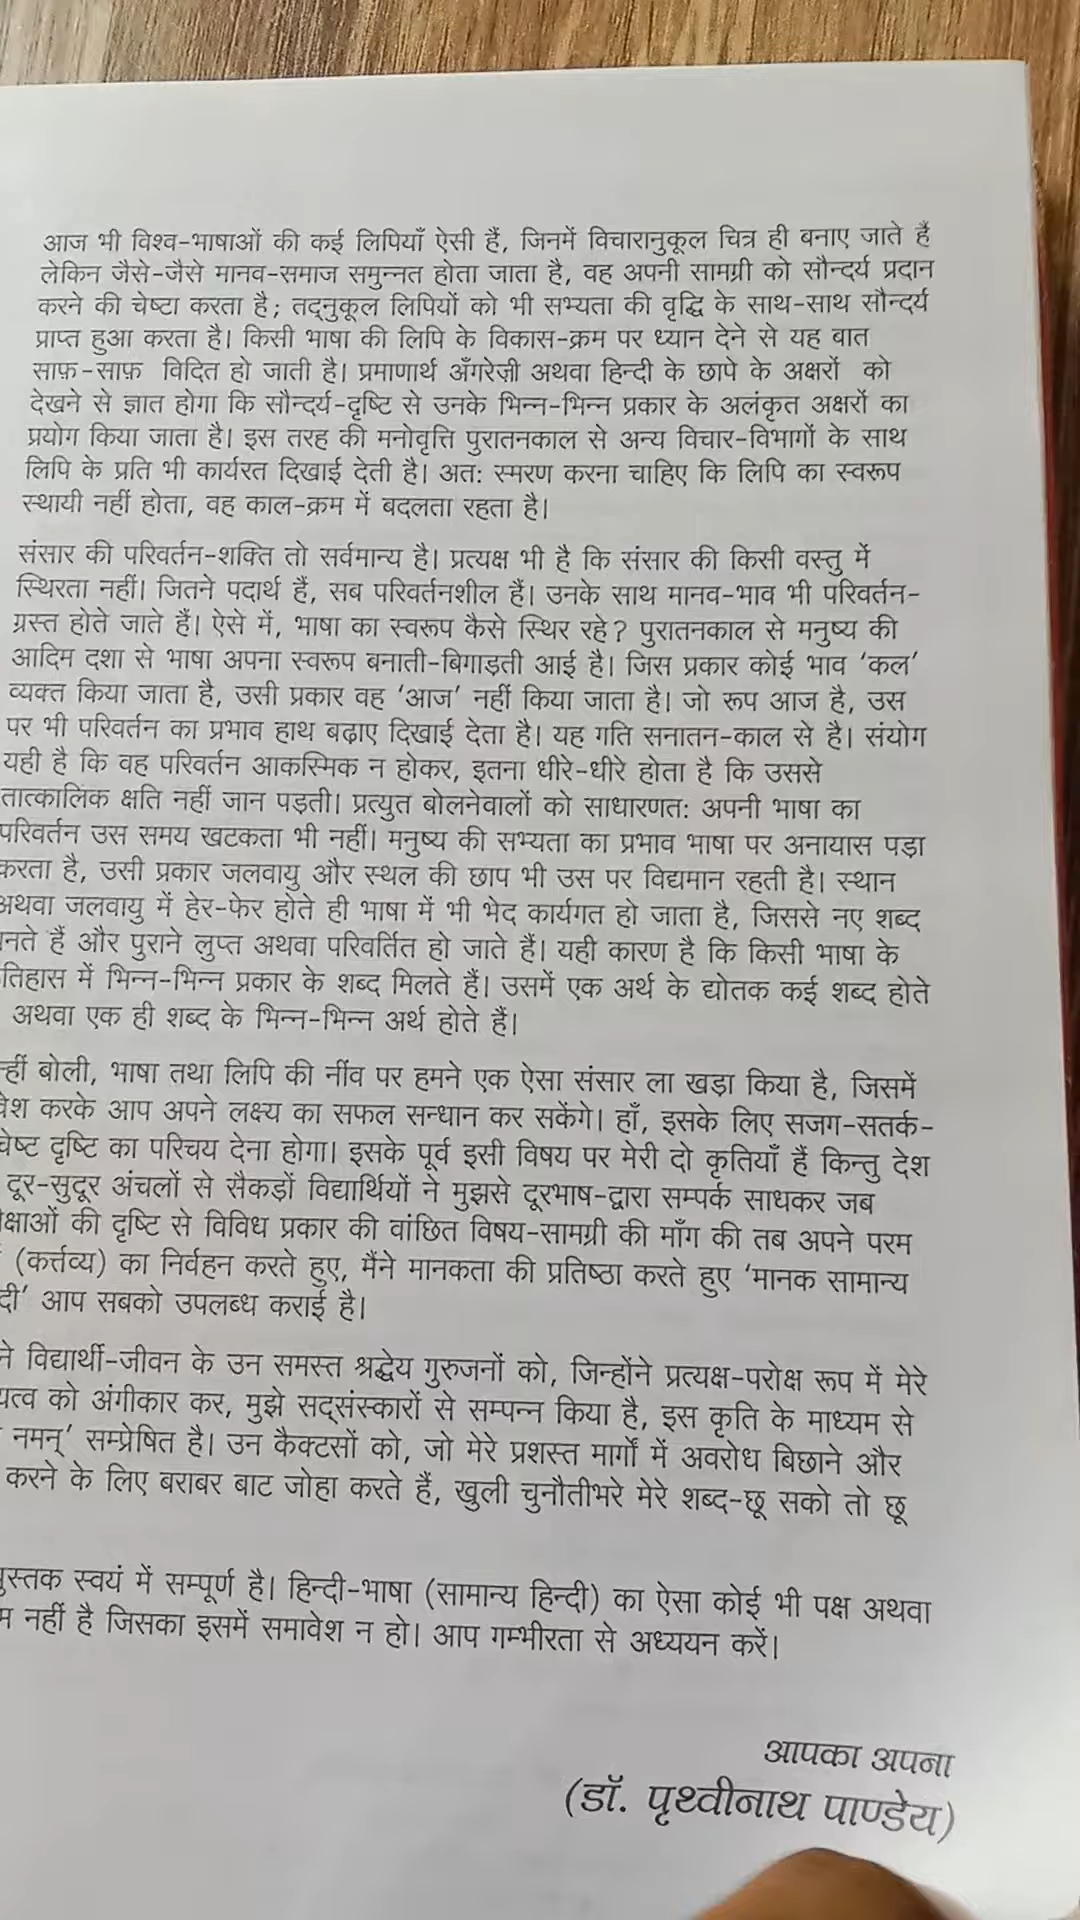 आज भी विश्व-भाषाओं की कई लिपियाँ ऐसी हैं, जिनमें विचारानुकूल चित्र ही बनाए जाते हैं
लेकिन जैसे-जैसे मानव-समाज समुन्नत होता जाता है, वह अपनी सामग्री को सौन्दर्य प्रदान
करने की चेष्टा करता है; तद्नुकूल लिपियों को भी सभ्यता की वृद्धि के साथ-साथ सौन्दर्य
प्राप्त हुआ करता है। किसी भाषा की लिपि के विकास-क्रम पर ध्यान देने से यह बात
साफ़-साफ़ विदित हो जाती है। प्रमाणार्थ अँगरेज़ी अथवा हिन्दी के छापे के अक्षरों को
देखने से ज्ञात होगा कि सौन्दर्य-दृष्टि से उनके भिन्न-भिन्न प्रकार के अलंकृत अक्षरों का
प्रयोग किया जाता है। इस तरह की मनोवृत्ति पुरातनकाल से अन्य विचार-विभागों के साथ
लिपि के प्रति भी कार्यरत दिखाई देती है। अत: स्मरण करना चाहिए कि लिपि का स्वरूप
स्थायी नहीं होता, वह काल-क्रम में बदलता रहता है।
संसार की परिवर्तन-शक्ति तो सर्वमान्य है। प्रत्यक्ष भी है कि संसार की किसी वस्तु में
स्थिरता नहीं। जितने पदार्थ हैं, सब परिवर्तनशील हैं। उनके साथ मानव-भाव भी परिवर्तन-
ग्रस्त होते जाते हैं। ऐसे में, भाषा का स्वरूप कैसे स्थिर रहे? पुरातनकाल से मनुष्य की
आदिम दशा से भाषा अपना स्वरूप बनाती-बिगाड़ती आई है। जिस प्रकार कोई भाव ‘कल’
व्यक्त किया जाता है, उसी प्रकार वह ‘आज’ नहीं किया जाता है। जो रूप आज है, उस
पर भी परिवर्तन का प्रभाव हाथ बढ़ाए दिखाई देता है। यह गति सनातन-काल से है। संयोग
यही है कि वह परिवर्तन आकस्मिक न होकर, इतना धीरे-धीरे होता है कि उससे
तात्कालिक क्षति नहीं जान पड़ती। प्रत्युत बोलनेवालों को साधारणत: अपनी भाषा का
परिवर्तन उस समय खटकता भी नहीं। मनुष्य की सभ्यता का प्रभाव भाषा पर अनायास पड़ा
करता है, उसी प्रकार जलवायु और स्थल की छाप भी उस पर विद्यमान रहती है। स्थान
अथवा जलवायु में हेर-फेर होते ही भाषा में भी भेद कार्यगत हो जाता है, जिससे नए शब्द
नते हैं और पुराने लुप्त अथवा परिवर्तित हो जाते हैं। यही कारण है कि किसी भाषा के
तिहास में भिन्न-भिन्न प्रकार के शब्द मिलते हैं। उसमें एक अर्थ के द्योतक कई शब्द होते
अथवा एक ही शब्द के भिन्न-भिन्न अर्थ होते हैं।
न्हीं बोली, भाषा तथा लिपि की नींव पर हमने एक ऐसा संसार ला खड़ा किया है, जिसमें
वेश करके आप अपने लक्ष्य का सफल सन्धान कर सकेंगे। हाँ, इसके लिए सजग-सतर्क-
चेष्ट दृष्टि का परिचय देना होगा। इसके पूर्व इसी विषय पर मेरी दो कृतियाँ हैं किन्तु देश
दूर-सुदूर अंचलों से सैकड़ों विद्यार्थियों ने मुझसे दूरभाष-द्वारा सम्पर्क साधकर जब
क्षाओं की दृष्टि से विविध प्रकार की वांछित विषय-सामग्री की माँग की तब अपने परम
(कर्त्तव्य) का निर्वहन करते हुए, मैंने मानकता की प्रतिष्ठा करते हुए ‘मानक सामान्य
दी’ आप सबको उपलब्ध कराई है।
ने विद्यार्थी-जीवन के उन समस्त श्रद्धेय गुरुजनों को, जिन्होंने प्रत्यक्ष-परोक्ष रूप में मेरे
यत्व को अंगीकार कर, मुझे सद्संस्कारों से सम्पन्न किया है, इस कृति के माध्यम से
नमन्’ सम्प्रेषित है। उन कैक्टसों को, जो मेरे प्रशस्त मार्गों में अवरोध बिछाने और
करने के लिए बराबर बाट जोहा करते हैं, खुली चुनौतीभरे मेरे शब्द-छू सको तो छू
पुस्तक स्वयं में सम्पूर्ण है। हिन्दी-भाषा (सामान्य हिन्दी) का ऐसा कोई भी पक्ष अथवा
म नहीं है जिसका इसमें समावेश न हो। आप गम्भीरता से अध्ययन करें।
आपका अपना
(डॉ. पृथ्वीनाथ पाण्डेय)